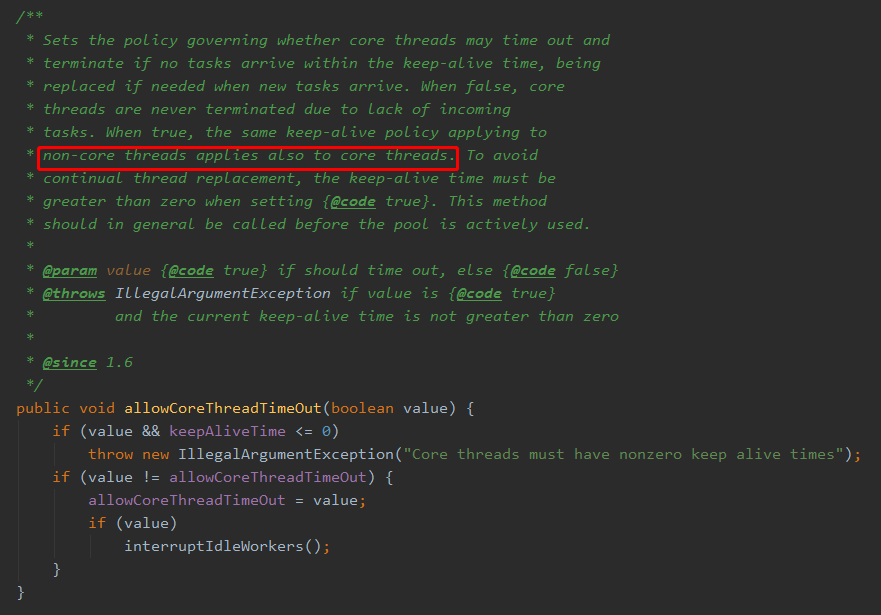 /**
 * Sets the policy governing whether core threads may time out and
 * terminate if no tasks arrive within the keep-alive time, being
 * replaced if needed when new tasks arrive. When false, core
 * threads are never terminated due to lack of incoming
 * tasks. When true, the same keep-alive policy applying to
 * non-core threads applies also to core threads. To avoid
 * continual thread replacement, the keep-alive time must be
 * greater than zero when setting {@code true}. This method
 * should in general be called before the pool is actively used.
 *
 * @param value {@code true} if should time out, else {@code false}
 * @throws IllegalArgumentException if value is {@code true}
 *         and the current keep-alive time is not greater than zero
 *
 * @since 1.6
 */
public void allowCoreThreadTimeOut(boolean value) {
    if (value && keepAliveTime <= 0)
        throw new IllegalArgumentException("Core threads must have nonzero keep alive times");
    if (value != allowCoreThreadTimeOut) {
        allowCoreThreadTimeOut = value;
        if (value)
            interruptIdleWorkers();
    }
}